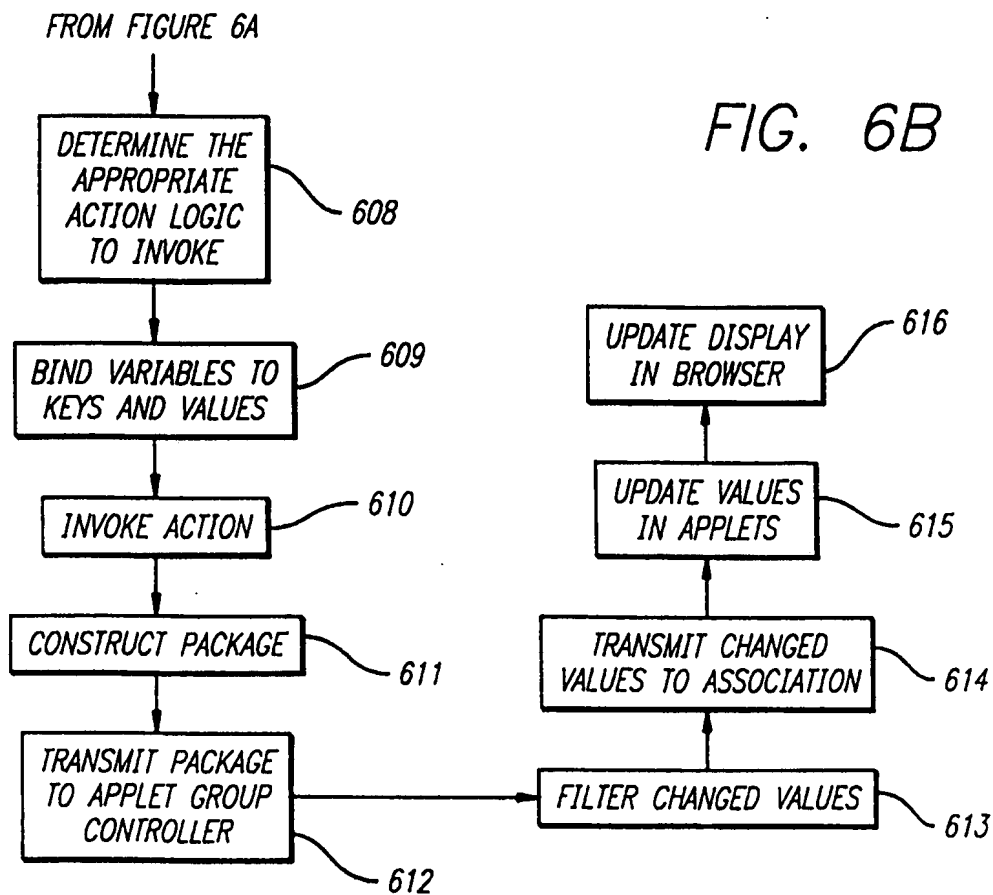 FROM FIGURE 6A
FIG. 6B
DETERMINE THE
APPROPRIATE
ACTION LOGIC
TO INVOKE
608
BIND VARIABLES TO
KEYS AND VALUES
609
INVOKE ACTION
610
CONSTRUCT PACKAGE
611
TRANSMIT PACKAGE
TO APPLET GROUP
CONTROLLER
612
FILTER CHANGED VALUES
613
TRANSMIT CHANGED
VALUES TO ASSOCIATION
614
UPDATE VALUES
IN APPLETS
615
UPDATE DISPLAY
IN BROWSER
616